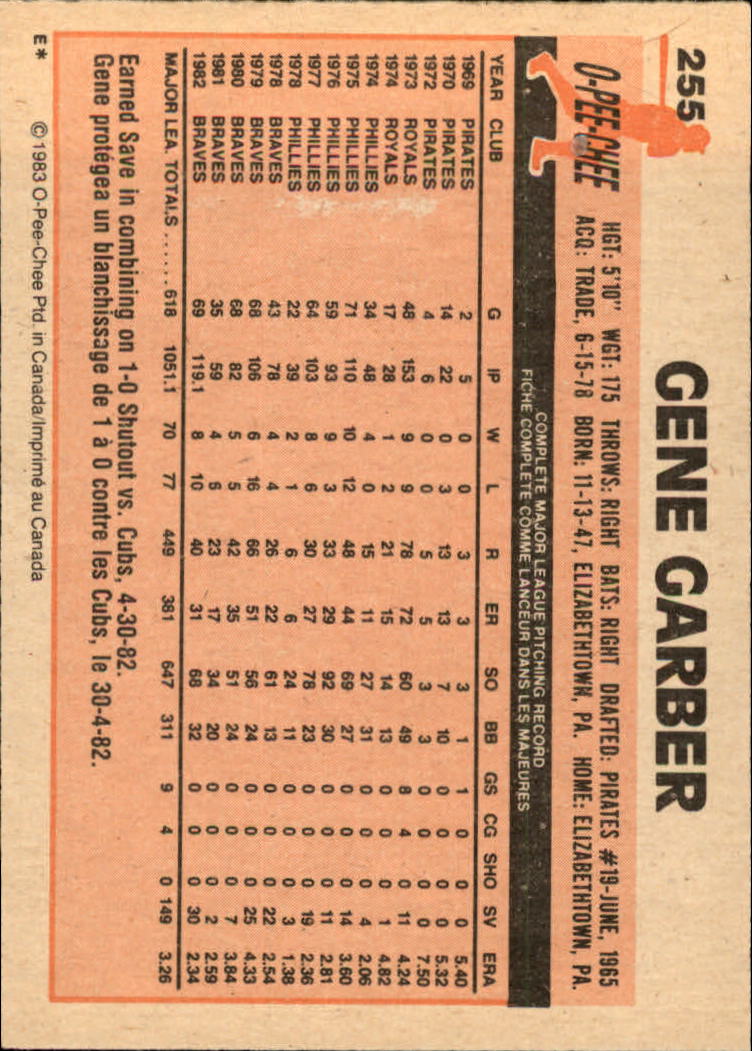 255
GENE GARBER
O-PEE-CHEE
HGT: 5'10" WGT: 175 THROWS: RIGHT BATS: RIGHT DRAFTED: PIRATES #19-JUNE, 1965
ACQ: TRADE, 6-15-78 BORN: 11-13-47, ELIZABETHTOWN, PA. HOME: ELIZABETHTOWN, PA.
COMPLETE MAJOR LEAGUE PITCHING RECORD
FICHE COMPLÈTE COMME LANCEUR DANS LES MAJEURES
YEAR CLUB G IP W L R ER SO BB GS CG SHO SV ERA
1969 PIRATES 2 5 0 0 3 3 3 1 1 0 0 0 5.40
1970 PIRATES 14 22 0 3 13 13 7 10 0 0 0 0 5.32
1972 PIRATES 4 6 0 0 5 5 3 3 0 0 0 0 7.50
1973 ROYALS 48 153 9 9 78 72 60 49 8 4 0 11 4.24
1974 ROYALS 17 28 1 2 21 15 14 13 0 0 0 1 4.82
1974 PHILLIES 34 48 4 0 15 11 27 31 0 0 0 4 2.06
1975 PHILLIES 71 110 10 12 48 44 69 27 0 0 0 14 3.60
1976 PHILLIES 59 93 9 3 33 29 92 30 0 0 0 11 2.81
1977 PHILLIES 64 103 8 6 30 27 78 23 0 0 0 19 2.36
1978 PHILLIES 22 39 2 1 6 6 24 11 0 0 0 3 1.38
1978 BRAVES 43 78 4 4 26 22 61 13 0 0 0 22 2.54
1979 BRAVES 68 106 6 16 66 51 56 24 0 0 0 25 4.33
1980 BRAVES 68 82 5 5 42 35 51 24 0 0 0 7 3.84
1981 BRAVES 35 59 4 6 23 17 34 20 0 0 0 2 2.59
1982 BRAVES 69 119.1 8 10 40 31 68 32 0 0 0 30 2.34
MAJOR LEA. TOTALS ...... 618 1051.1 70 77 449 381 647 311 9 4 0 149 3.26
Earned Save in combining on 1-0 Shutout vs. Cubs, 4-30-82.
Gene protégea un blanchissage de 1 à 0 contre les Cubs, le 30-4-82.
E* © 1983 O-Pee-Chee Ptd. in Canada/Imprimé au Canada